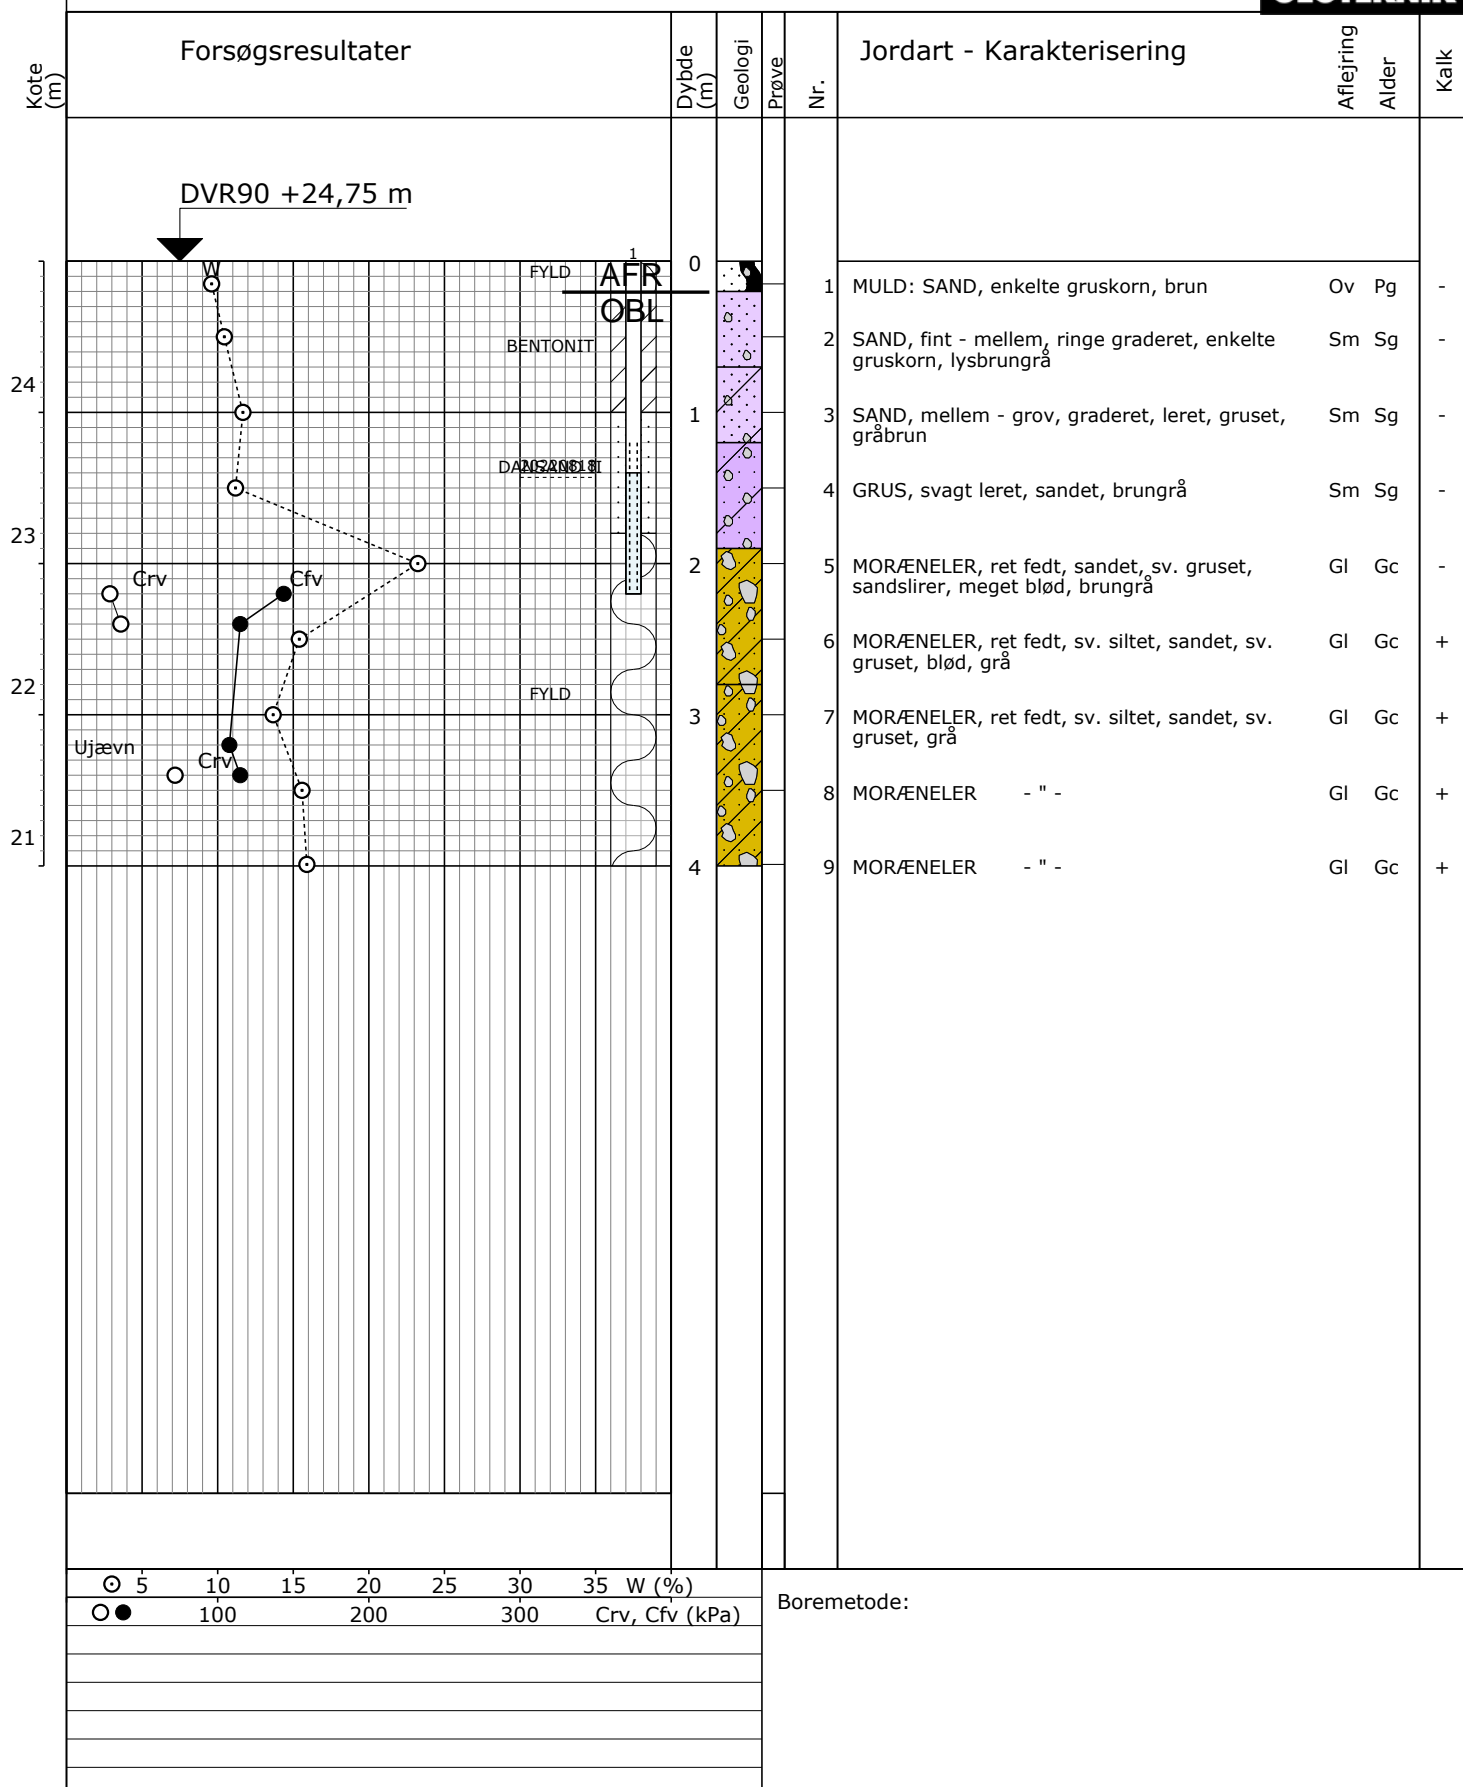 Kote (m)
Forsøgsresultater
Dybde (m)
Geologi
Prøve
Nr.
Jordart - Karakterisering
Aflejring
Alder
Kalk
DVR90 +24,75 m
W
FYLD
1
AFR
OBL
BENTONIT
DANSAND II
20220818
FYLD
Crv
Cfv
Ujævn
Crv
24
23
22
21
0
1
2
3
4
1 MULD: SAND, enkelte gruskorn, brun Ov Pg -
2 SAND, fint - mellem, ringe graderet, enkelte Sm Sg -
gruskorn, lysbrungrå
3 SAND, mellem - grov, graderet, leret, gruset, Sm Sg -
gråbrun
4 GRUS, svagt leret, sandet, brungrå Sm Sg -
5 MORÆNELER, ret fedt, sandet, sv. gruset, Gl Gc -
sandslirer, meget blød, brungrå
6 MORÆNELER, ret fedt, sv. siltet, sandet, sv. Gl Gc +
gruset, blød, grå
7 MORÆNELER, ret fedt, sv. siltet, sandet, sv. Gl Gc +
gruset, grå
8 MORÆNELER - " - Gl Gc +
9 MORÆNELER - " - Gl Gc +
5 10 15 20 25 30 35 W (%)
100 200 300 Crv, Cfv (kPa)
Boremetode: